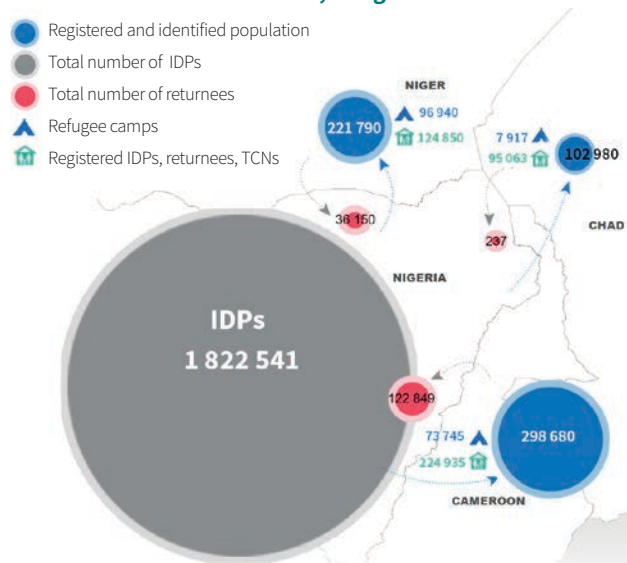 Registered and identified population
Total number of IDPs
Total number of returnees
Refugee camps
Registered IDPs, returnees, TCNs
NIGER
221 790
96 940
124 850
7 917
95 063
102 980
CHAD
36 150
237
NIGERIA
IDPs
1 822 541
122 849
73 745
224 935
298 680
CAMEROON